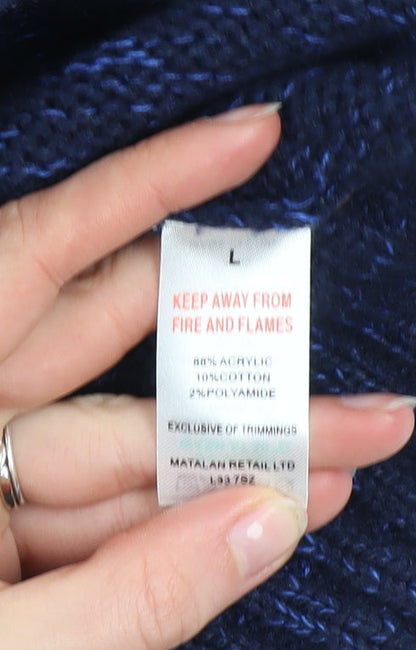 L
KEEP AWAY FROM
FIRE AND FLAMES
88% ACRYLIC
10%COTTON
2%POLYAMIDE
EXCLUSIVE OF TRIMMINGS
MATALAN RETAIL LTD
L33 7SZ